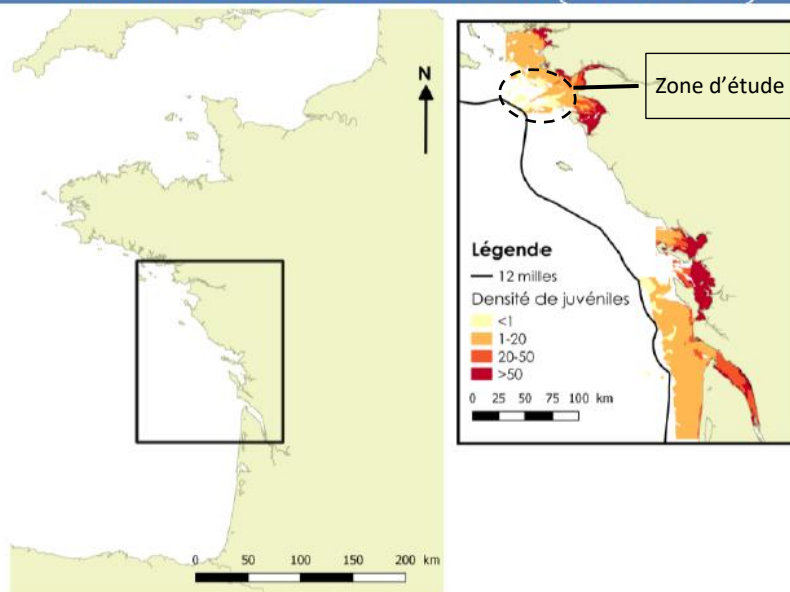 N
0 50 100 150 200 km
Zone d'étude
Légende
12 milles
Densité de juvéniles
<1
1-20
20-50
>50
0 25 50 75 100 km